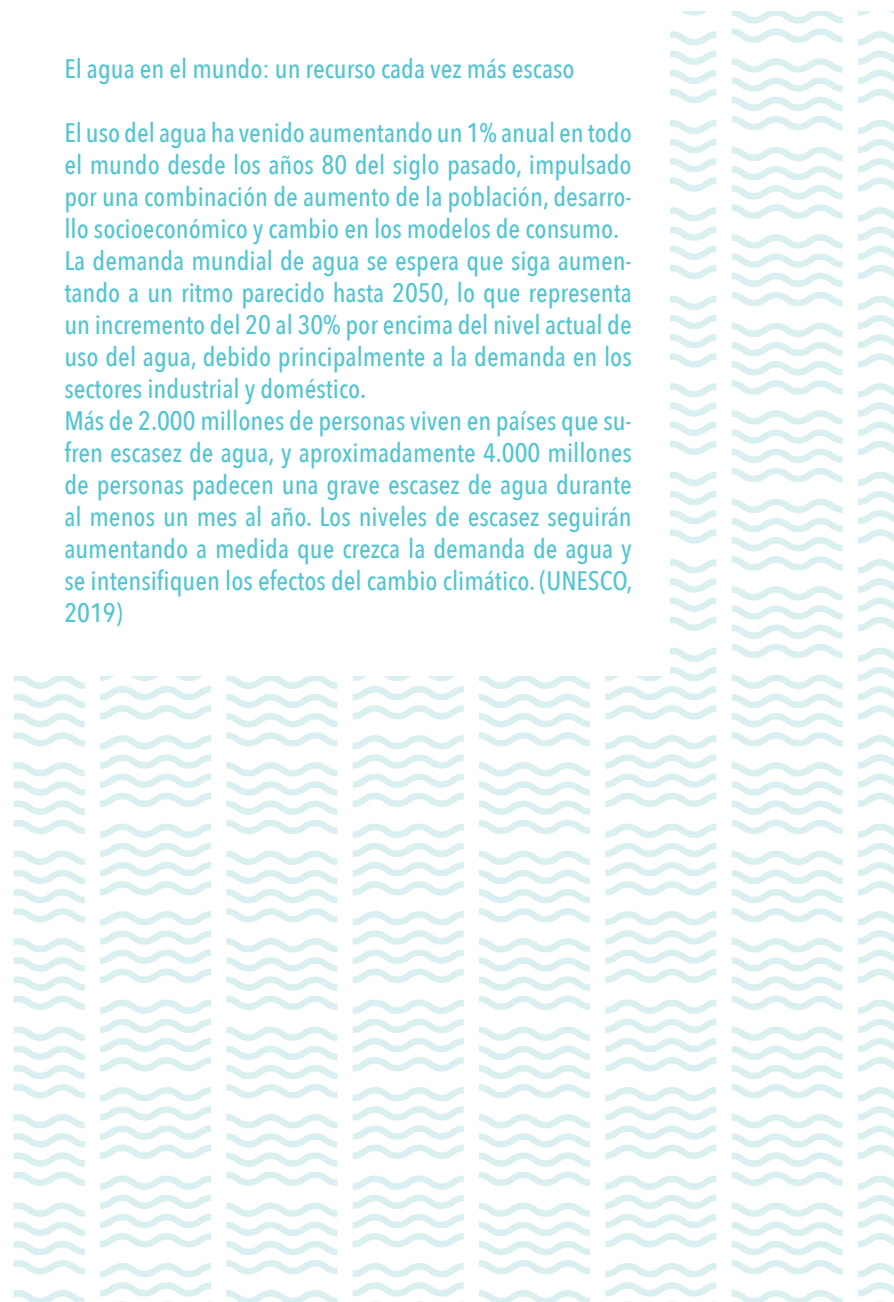 El agua en el mundo: un recurso cada vez más escaso
El uso del agua ha venido aumentando un 1% anual en todo
el mundo desde los años 80 del siglo pasado, impulsado
por una combinación de aumento de la población, desarro-
llo socioeconómico y cambio en los modelos de consumo.
La demanda mundial de agua se espera que siga aumen-
tando a un ritmo parecido hasta 2050, lo que representa
un incremento del 20 al 30% por encima del nivel actual de
uso del agua, debido principalmente a la demanda en los
sectores industrial y doméstico.
Más de 2.000 millones de personas viven en países que su-
fren escasez de agua, y aproximadamente 4.000 millones
de personas padecen una grave escasez de agua durante
al menos un mes al año. Los niveles de escasez seguirán
aumentando a medida que crezca la demanda de agua y
se intensifiquen los efectos del cambio climático. (UNESCO,
2019)